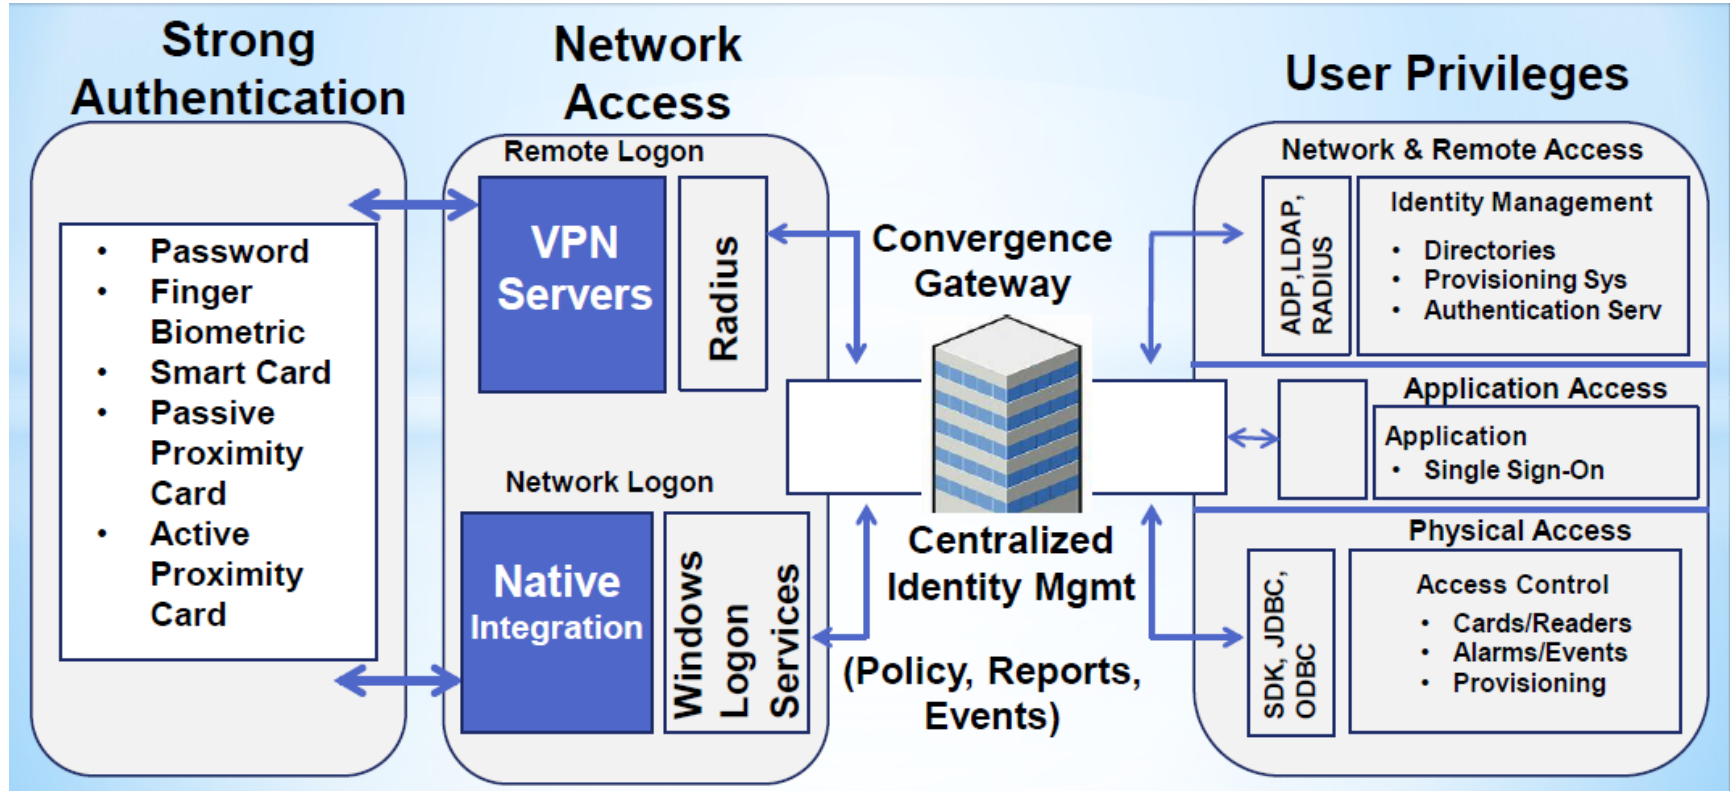 Strong
Authentication
• Password
• Finger
Biometric
• Smart Card
• Passive
Proximity
Card
• Active
Proximity
Card
Network
Access
Remote Logon
VPN
Servers
Radius
Network Logon
Native
Integration
Windows
Logon
Services
Convergence
Gateway
Centralized
Identity Mgmt
(Policy, Reports,
Events)
User Privileges
Network & Remote Access
ADP,LDAP,
RADIUS
Identity Management
• Directories
• Provisioning Sys
• Authentication Serv
Application Access
Application
• Single Sign-On
Physical Access
SDK, JDBC,
ODBC
Access Control
• Cards/Readers
• Alarms/Events
• Provisioning